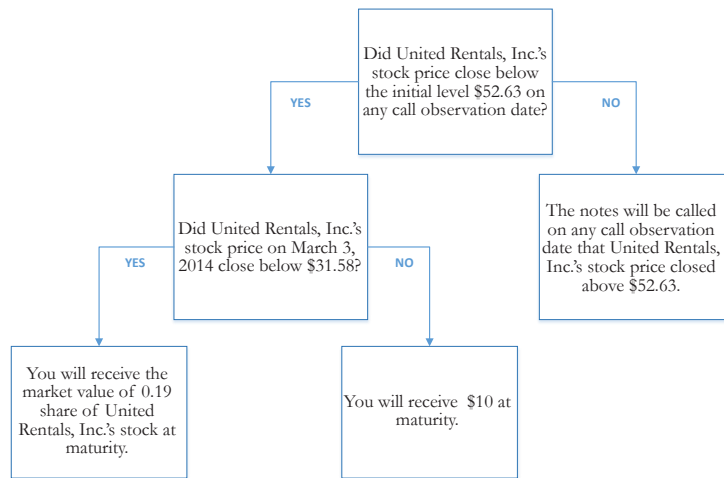 Did United Rentals, Inc.'s
stock price close below
the initial level $52.63 on
any call observation date?
YES
NO
Did United Rentals, Inc.'s
stock price on March 3,
2014 close below $31.58?
The notes will be called
on any call observation
date that United Rentals,
Inc.'s stock price closed
above $52.63.
YES
NO
You will receive the
market value of 0.19
share of United
Rentals, Inc.'s stock at
maturity.
You will receive $10 at
maturity.